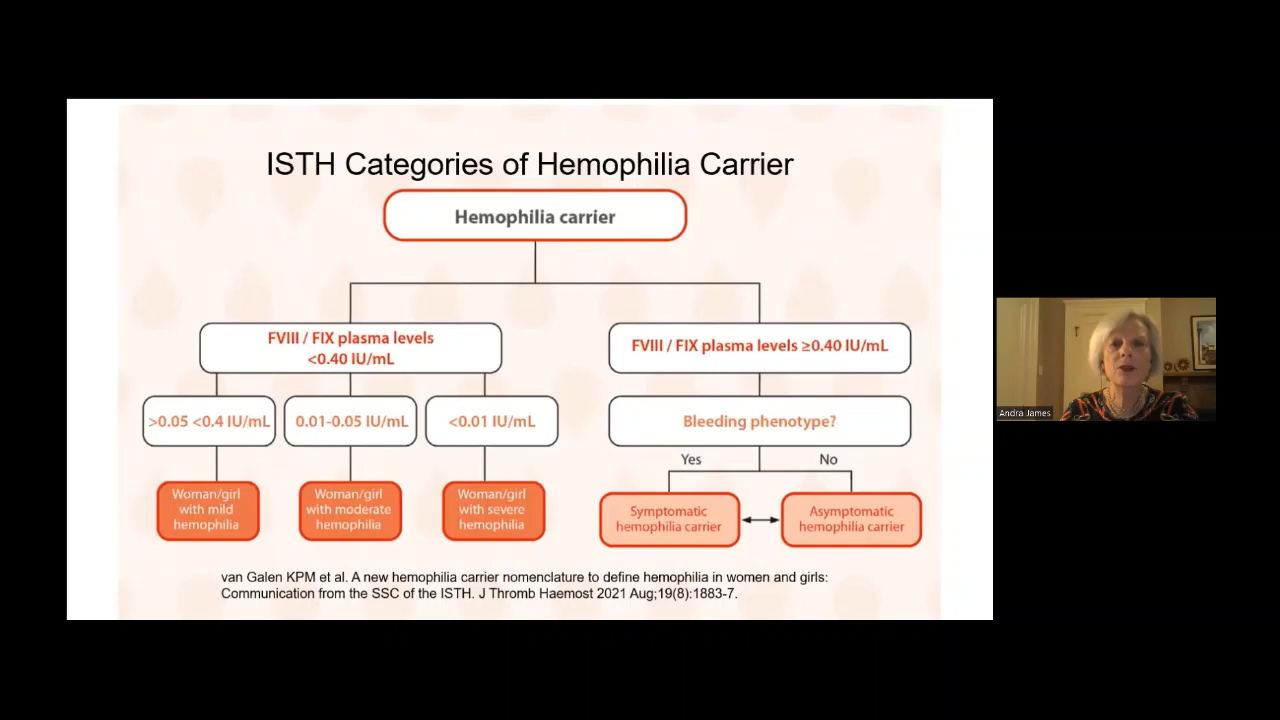 ISTH Categories of Hemophilia Carrier
Hemophilia carrier
FVIII / FIX plasma levels
<0.40 IU/mL
FVIII / FIX plasma levels ≥0.40 IU/mL
>0.05 <0.4 IU/mL
0.01-0.05 IU/mL
<0.01 IU/mL
Bleeding phenotype?
Yes
No
Woman/girl
with mild
hemophilia
Woman/girl
with moderate
hemophilia
Woman/girl
with severe
hemophilia
Symptomatic
hemophilia carrier
Asymptomatic
hemophilia carrier
van Galen KPM et al. A new hemophilia carrier nomenclature to define hemophilia in women and girls:
Communication from the SSC of the ISTH. J Thromb Haemost 2021 Aug;19(8):1883-7.
Andra James